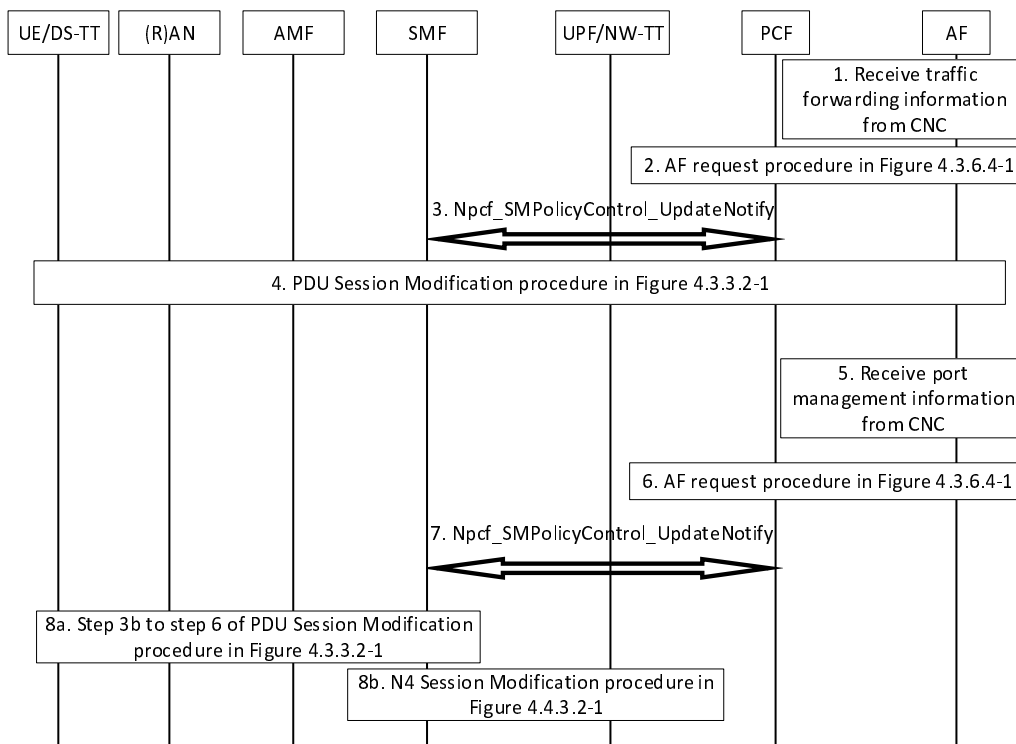 UE/DS-TT
(R)AN
AMF
SMF
UPF/NW-TT
PCF
AF
1. Receive traffic
forwarding information
from CNC
2. AF request procedure in Figure 4.3.6.4-1
3. Npcf_SMPolicyControl_UpdateNotify
4. PDU Session Modification procedure in Figure 4.3.3.2-1
5. Receive port
management information
from CNC
6. AF request procedure in Figure 4.3.6.4-1
7. Npcf_SMPolicyControl_UpdateNotify
8a. Step 3b to step 6 of PDU Session Modification
procedure in Figure 4.3.3.2-1
8b. N4 Session Modification procedure in
Figure 4.4.3.2-1